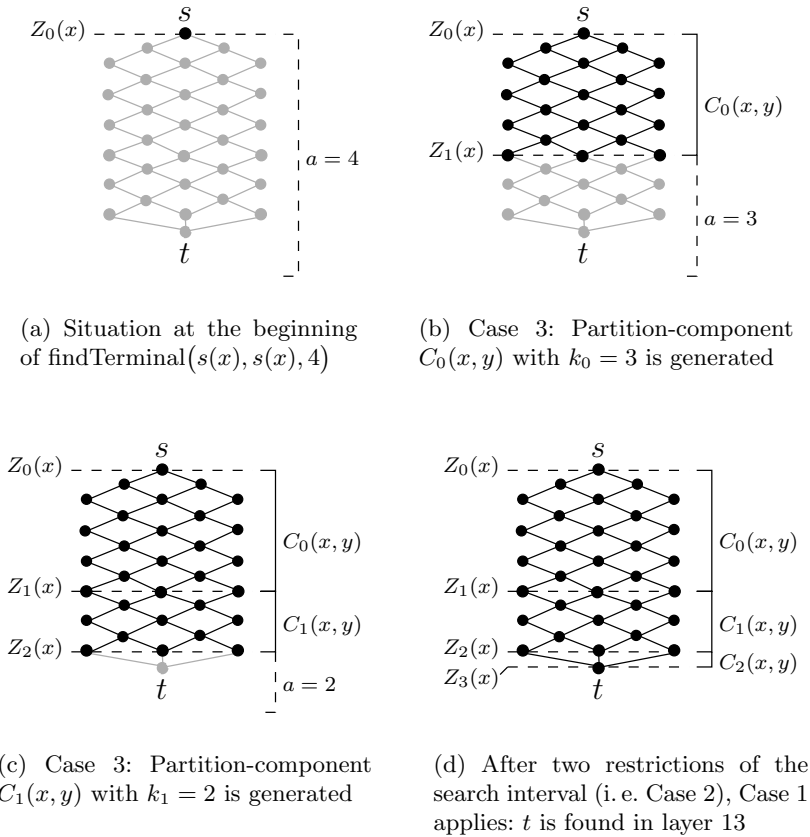 s
Z₀(x)
a = 4
t
(a) Situation at the beginning
of findTerminal(s(x), s(x), 4)
s
Z₀(x)
C₀(x, y)
Z₁(x)
a = 3
t
(b) Case 3: Partition-component
C₀(x, y) with k₀ = 3 is generated
s
Z₀(x)
C₀(x, y)
Z₁(x)
C₁(x, y)
Z₂(x)
a = 2
t
(c) Case 3: Partition-component
C₁(x, y) with k₁ = 2 is generated
s
Z₀(x)
C₀(x, y)
Z₁(x)
C₁(x, y)
Z₂(x)
C₂(x, y)
Z₃(x)
t
(d) After two restrictions of the
search interval (i. e. Case 2), Case 1
applies: t is found in layer 13